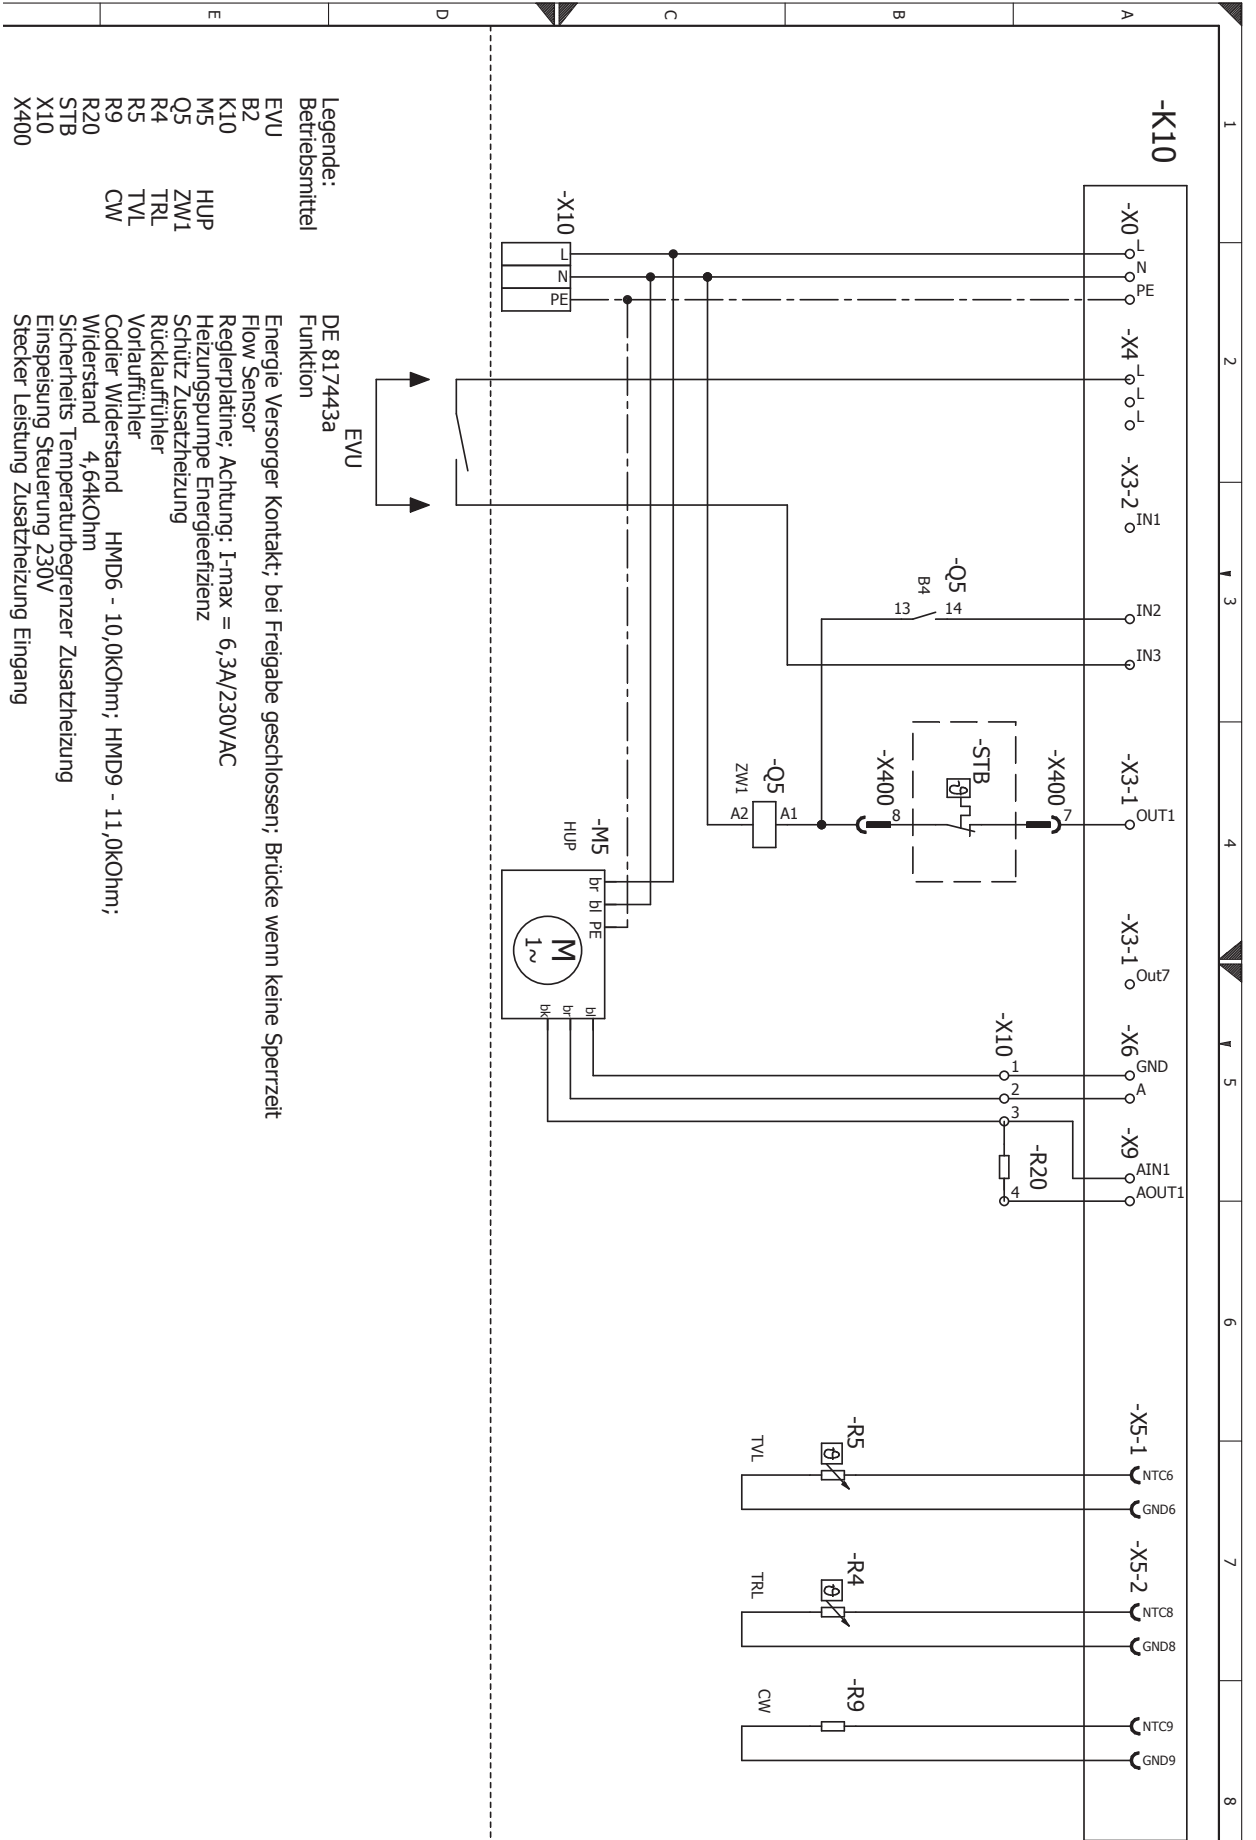 1 2 3 4 5 6 7 8
A
B
C
D
E
-K10
-X0 L N PE
-X4 L L L
-X3-2 IN1 IN2 IN3
-X3-1 OUT1
-X3-1 Out7
-X6 GND A
-X9 AIN1 AOUT1
-X5-1 NTC6 GND6
-X5-2 NTC8 GND8
NTC9 GND9
-X400 7
-STB
ϑ
-X400 8
-Q5
B4
13 14
-Q5
ZW1
A2 A1
-X10 1 2 3 4
-R20
-R5
ϑ
TVL
-R4
ϑ
TRL
-R9
CW
-X10
L
N
PE
-M5
HUP
br bl PE
M
1~
bk br bl
EVU
Legende: DE 817443a
Betriebsmittel Funktion
EVU Energie Versorger Kontakt; bei Freigabe geschlossen; Brücke wenn keine Sperrzeit
B2 Flow Sensor
K10 Reglerplatine; Achtung: I-max = 6,3A/230VAC
M5 HUP Heizungspumpe Energieefizienz
Q5 ZW1 Schütz Zusatzheizung
R4 TRL Rücklauffühler
R5 TVL Vorlauffühler
R9 CW Codier Widerstand HMD6 - 10,0kOhm; HMD9 - 11,0kOhm;
R20 Widerstand 4,64kOhm
STB Sicherheits Temperaturbegrenzer Zusatzheizung
X10 Einspeisung Steuerung 230V
X400 Stecker Leistung Zusatzheizung Eingang